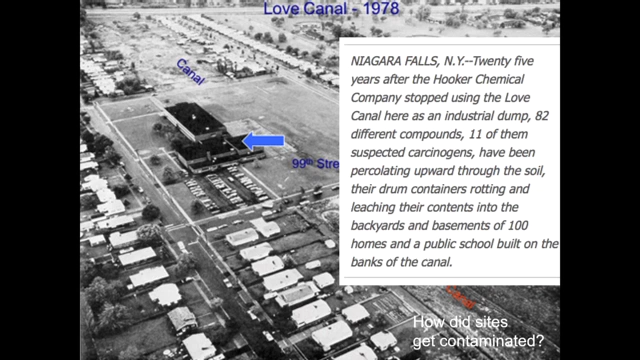 Love Canal - 1978
Canal
NIAGARA FALLS, N.Y.--Twenty five
years after the Hooker Chemical
Company stopped using the Love
Canal here as an industrial dump, 82
different compounds, 11 of them
suspected carcinogens, have been
percolating upward through the soil,
their drum containers rotting and
leaching their contents into the
backyards and basements of 100
homes and a public school built on the
banks of the canal.
99th Stre
Canal
How did sites
get contaminated?